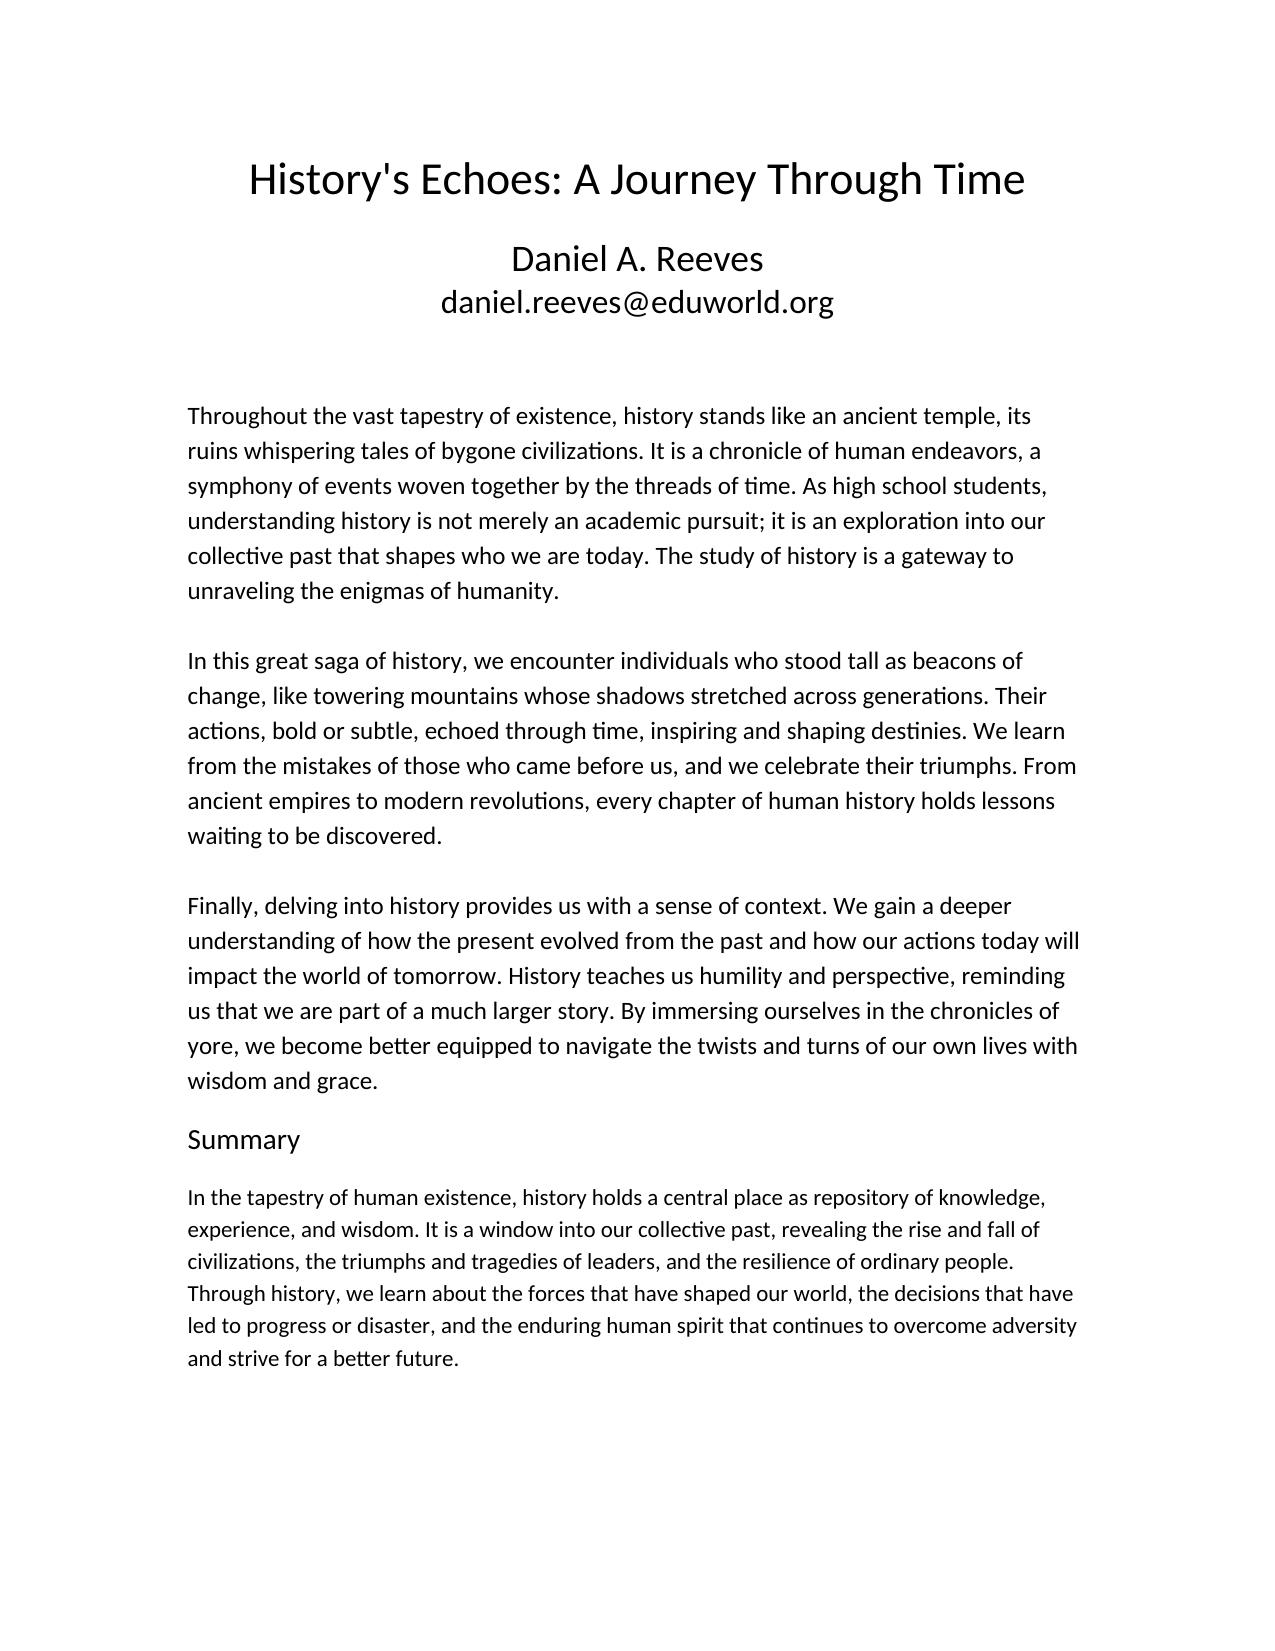 History's Echoes: A Journey Through Time
Daniel A. Reeves
daniel.reeves@eduworld.org
Throughout the vast tapestry of existence, history stands like an ancient temple, its
ruins whispering tales of bygone civilizations. It is a chronicle of human endeavors, a
symphony of events woven together by the threads of time. As high school students,
understanding history is not merely an academic pursuit; it is an exploration into our
collective past that shapes who we are today. The study of history is a gateway to
unraveling the enigmas of humanity.
In this great saga of history, we encounter individuals who stood tall as beacons of
change, like towering mountains whose shadows stretched across generations. Their
actions, bold or subtle, echoed through time, inspiring and shaping destinies. We learn
from the mistakes of those who came before us, and we celebrate their triumphs. From
ancient empires to modern revolutions, every chapter of human history holds lessons
waiting to be discovered.
Finally, delving into history provides us with a sense of context. We gain a deeper
understanding of how the present evolved from the past and how our actions today will
impact the world of tomorrow. History teaches us humility and perspective, reminding
us that we are part of a much larger story. By immersing ourselves in the chronicles of
yore, we become better equipped to navigate the twists and turns of our own lives with
wisdom and grace.
Summary
In the tapestry of human existence, history holds a central place as repository of knowledge,
experience, and wisdom. It is a window into our collective past, revealing the rise and fall of
civilizations, the triumphs and tragedies of leaders, and the resilience of ordinary people.
Through history, we learn about the forces that have shaped our world, the decisions that have
led to progress or disaster, and the enduring human spirit that continues to overcome adversity
and strive for a better future.